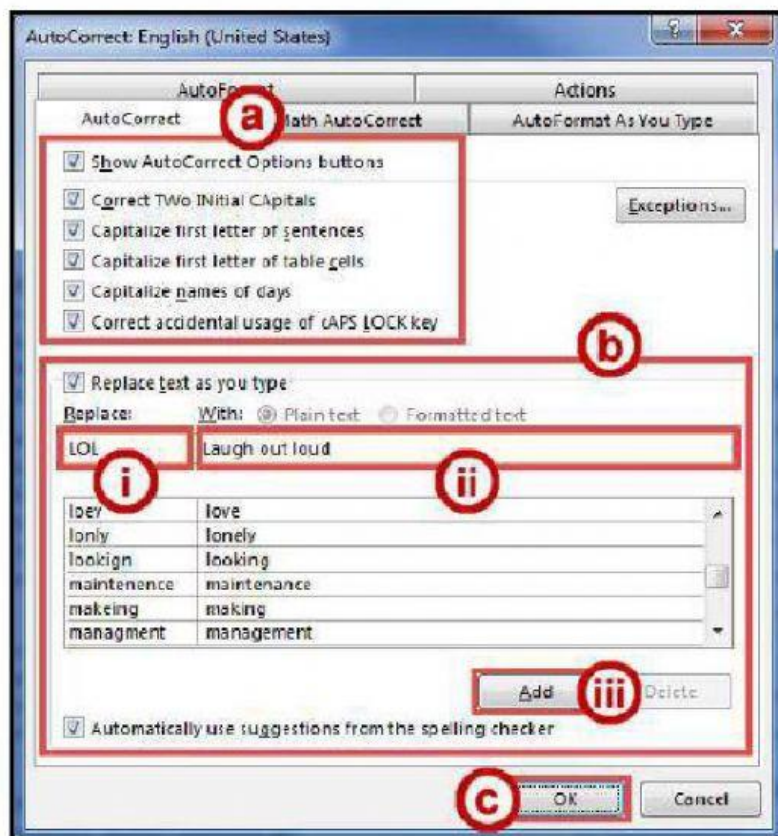 AutoCorrect: English (United States)
AutoFormat Actions
AutoCorrect a Math AutoCorrect AutoFormat As You Type
Show AutoCorrect Options buttons
Correct TWo INitial CApitals
Exceptions...
Capitalize first letter of sentences
Capitalize first letter of table cells
Capitalize names of days
Correct accidental usage of cAPS LOCK key
b
Replace text as you type
Replace: With: Plain text Formatted text
LOL Laugh out loud
i ii
loev love
lonly lonely
lookign looking
maintenence maintenance
makeing making
managment management
Add iii Delete
Automatically use suggestions from the spelling checker
c OK Cancel